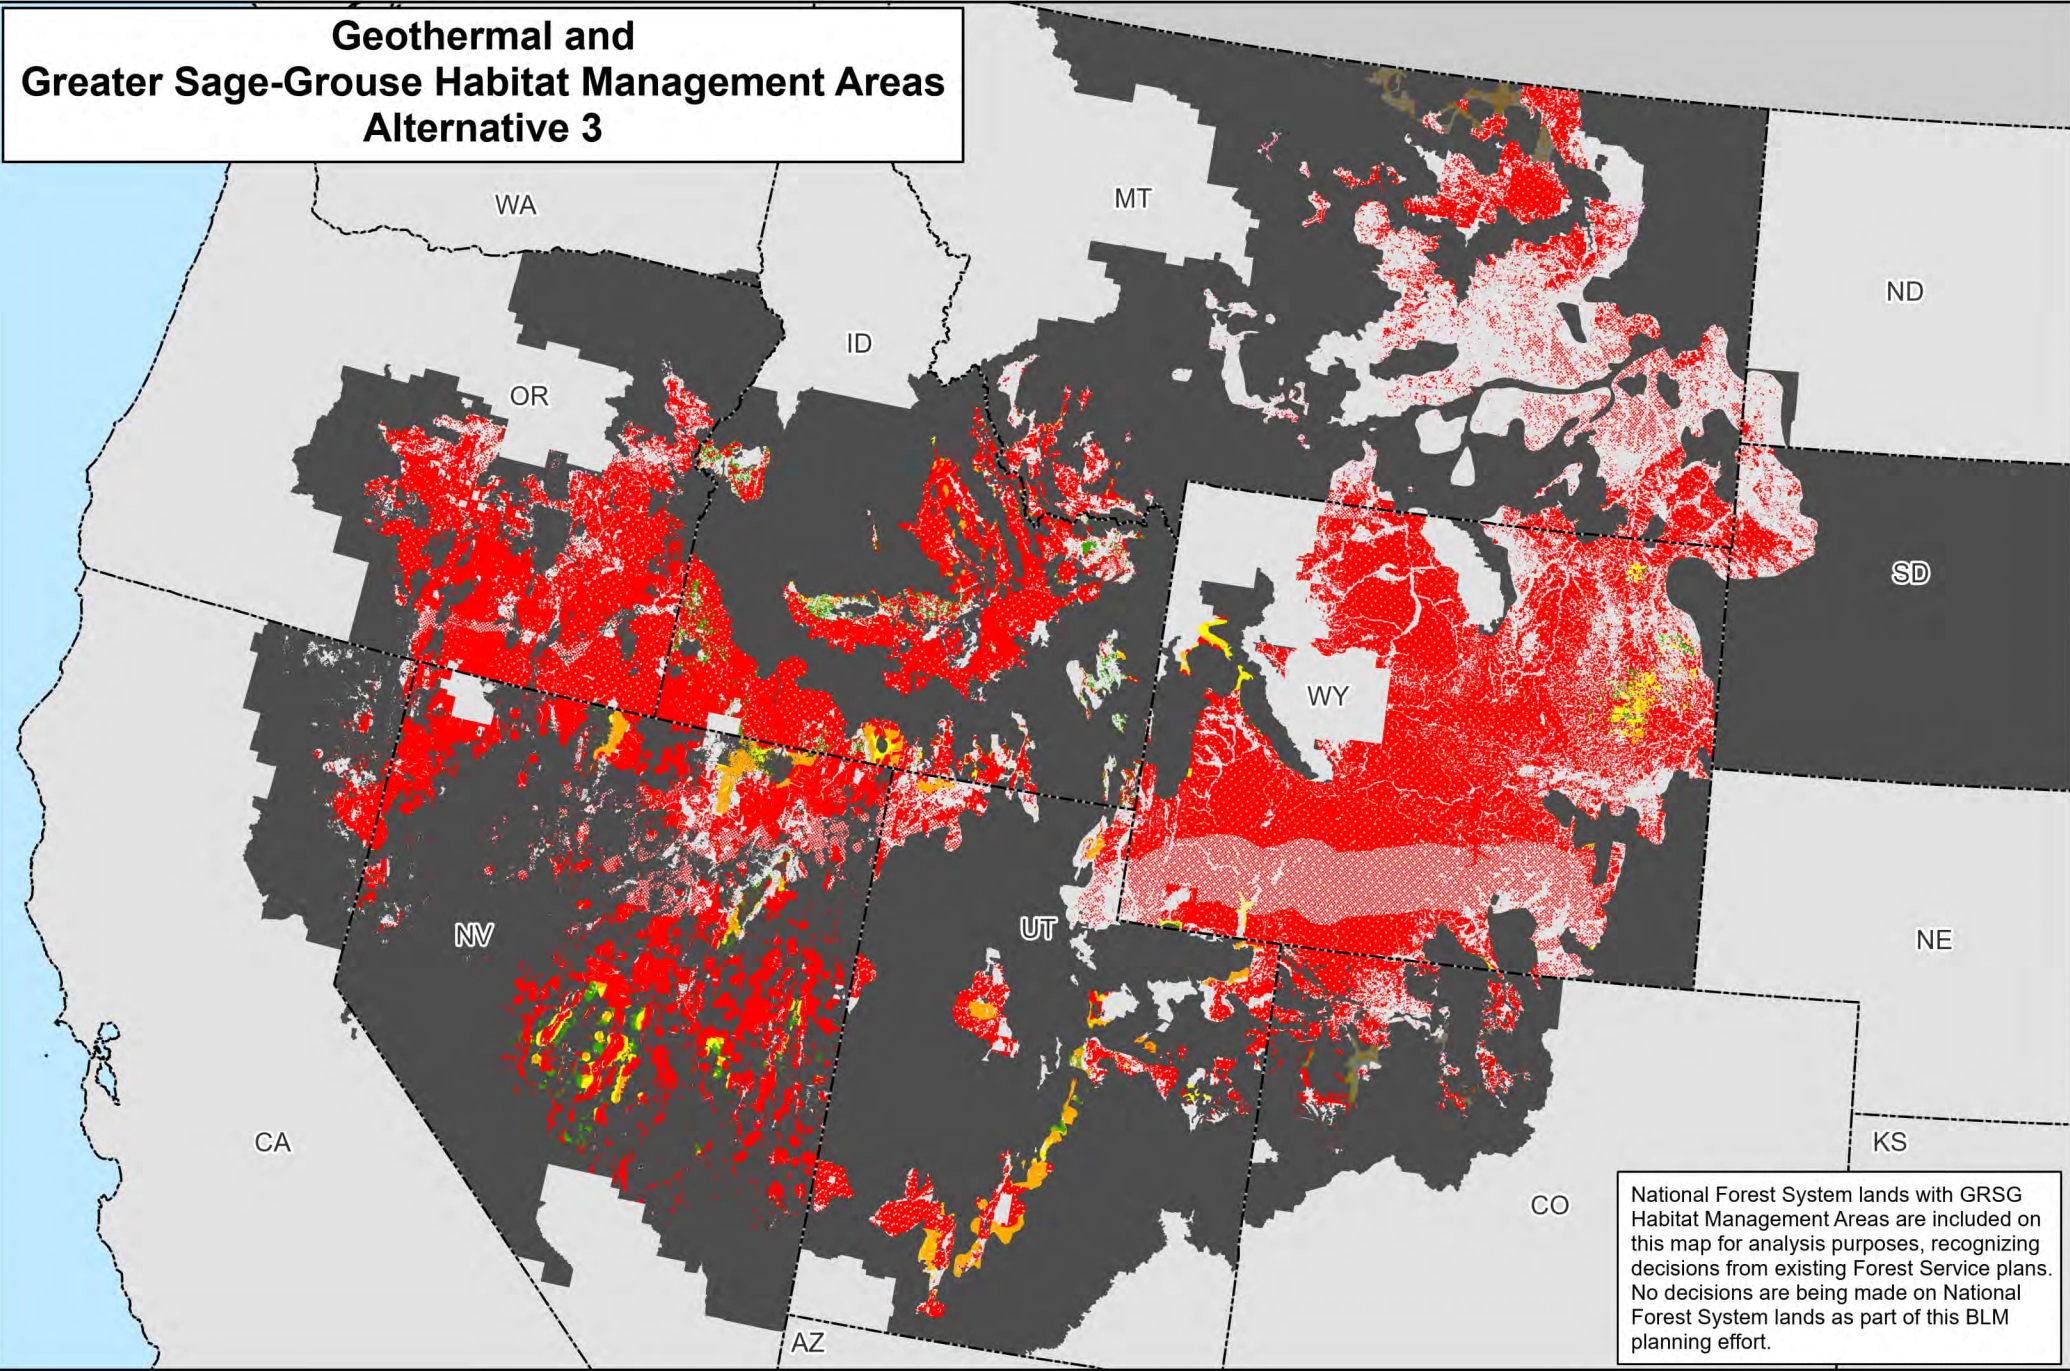 Geothermal and
Greater Sage-Grouse Habitat Management Areas
Alternative 3
WA
MT
ND
ID
OR
SD
WY
NV
UT
NE
CA
KS
CO
AZ
National Forest System lands with GRSG
Habitat Management Areas are included on
this map for analysis purposes, recognizing
decisions from existing Forest Service plans.
No decisions are being made on National
Forest System lands as part of this BLM
planning effort.